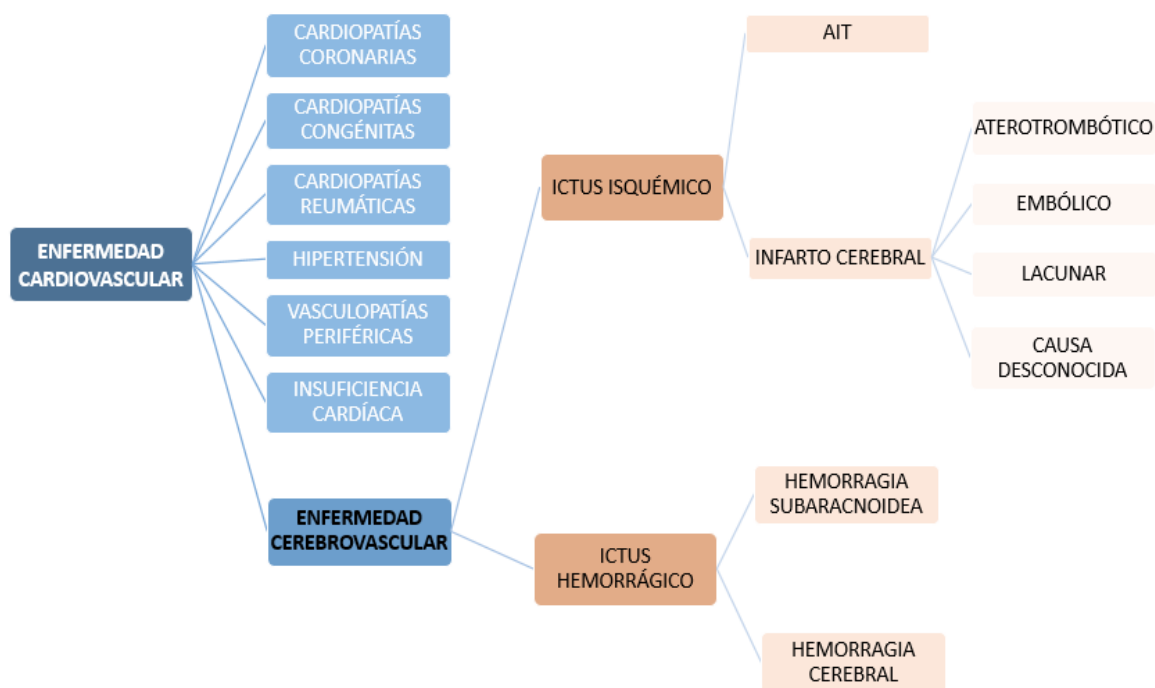 ENFERMEDAD
CARDIOVASCULAR
CARDIOPATÍAS
CORONARIAS
CARDIOPATÍAS
CONGÉNITAS
CARDIOPATÍAS
REUMÁTICAS
HIPERTENSIÓN
VASCULOPATÍAS
PERIFÉRICAS
INSUFICIENCIA
CARDÍACA
ENFERMEDAD
CEREBROVASCULAR
ICTUS ISQUÉMICO
AIT
INFARTO CEREBRAL
ATEROTROMBÓTICO
EMBÓLICO
LACUNAR
CAUSA
DESCONOCIDA
ICTUS
HEMORRÁGICO
HEMORRAGIA
SUBARACNOIDEA
HEMORRAGIA
CEREBRAL